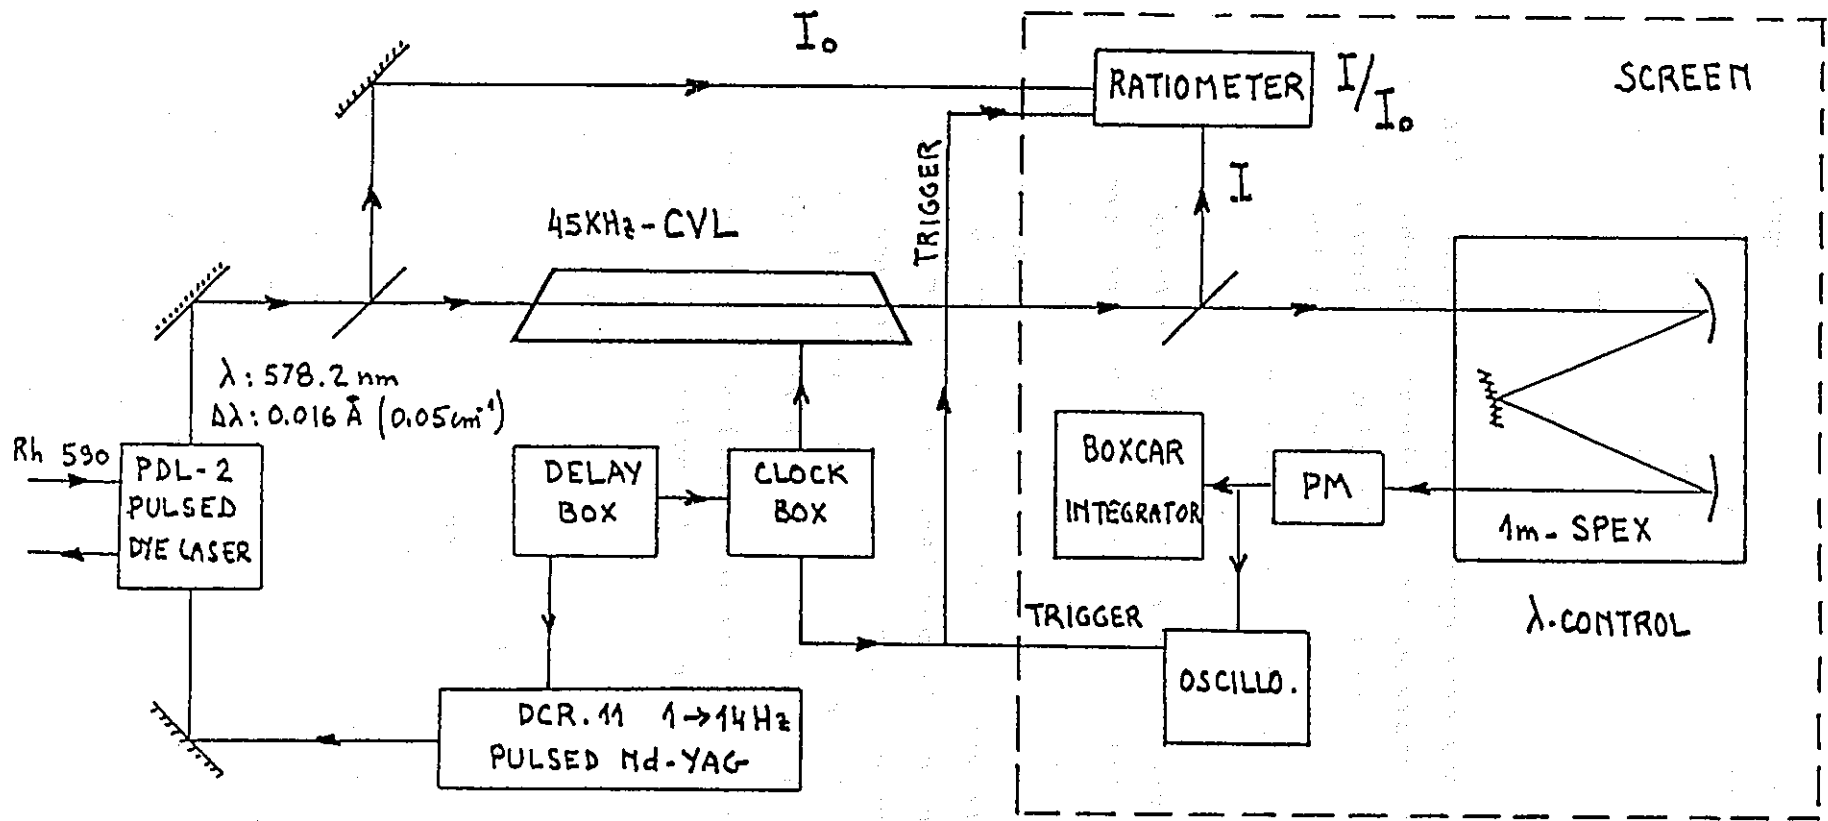 I₀
RATIOMETER
I/I₀
SCREEN
TRIGGER
I
45KHz-CVL
λ: 578.2 nm
Δλ: 0.016 Å (0.05cm⁻¹)
Rh 590
PDL-2
PULSED
DYE LASER
DELAY
BOX
CLOCK
BOX
BOXCAR
INTEGRATOR
PM
1m-SPEX
TRIGGER
λ.CONTROL
OSCILLO.
DCR.11 1→14Hz
PULSED Nd-YAG